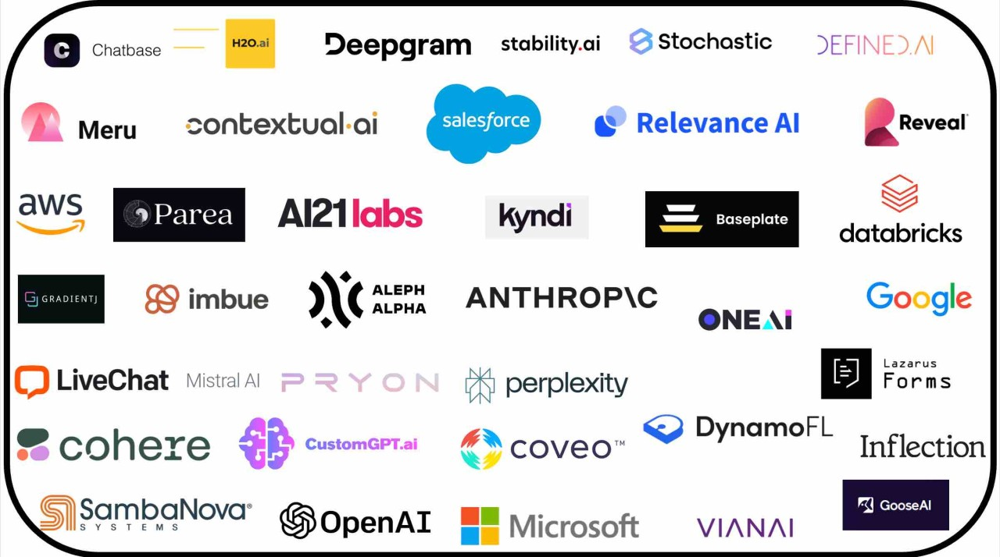 C Chatbase
H2O.ai
Deepgram
stability.ai
Stochastic
DEFINED.AI
Meru
contextual.ai
salesforce
Relevance AI
Reveal
aws
Parea
AI21labs
kyndi
Baseplate
databricks
GRADIENTJ
imbue
ALEPH
ALPHA
ANTHROP\C
ONEAi
Google
LiveChat
Mistral AI
PRYON
perplexity
Lazarus
Forms
cohere
CustomGPT.ai
coveo™
DynamoFL
Inflection
SambaNova®
SYSTEMS
OpenAI
Microsoft
VIANAI
GooseAI